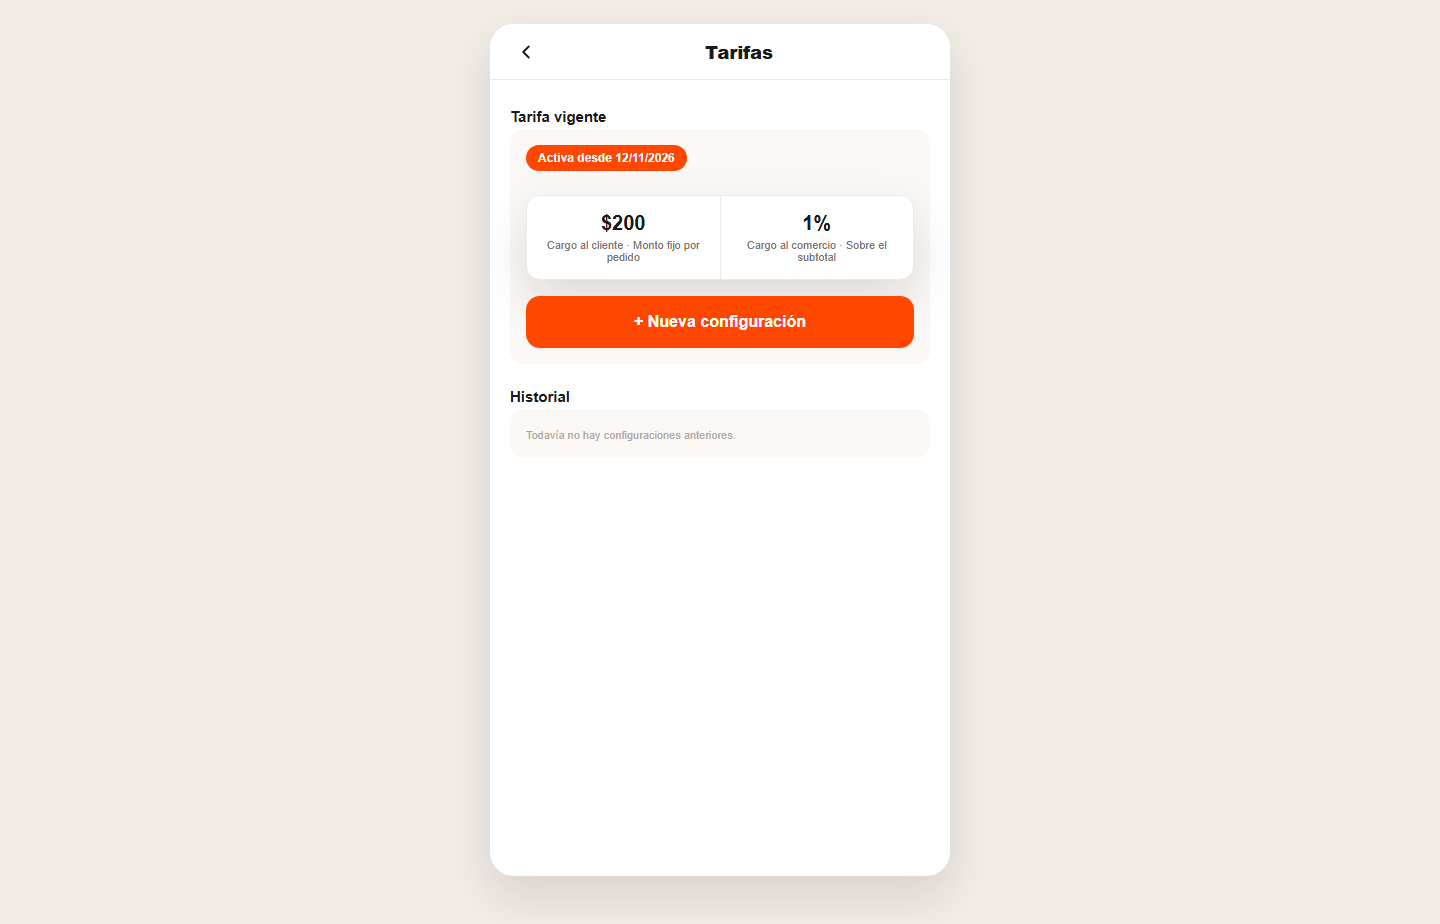 Tarifas
Tarifa vigente
Activa desde 12/11/2026
$200
Cargo al cliente · Monto fijo por
pedido
1%
Cargo al comercio · Sobre el
subtotal
+ Nueva configuración
Historial
Todavía no hay configuraciones anteriores.